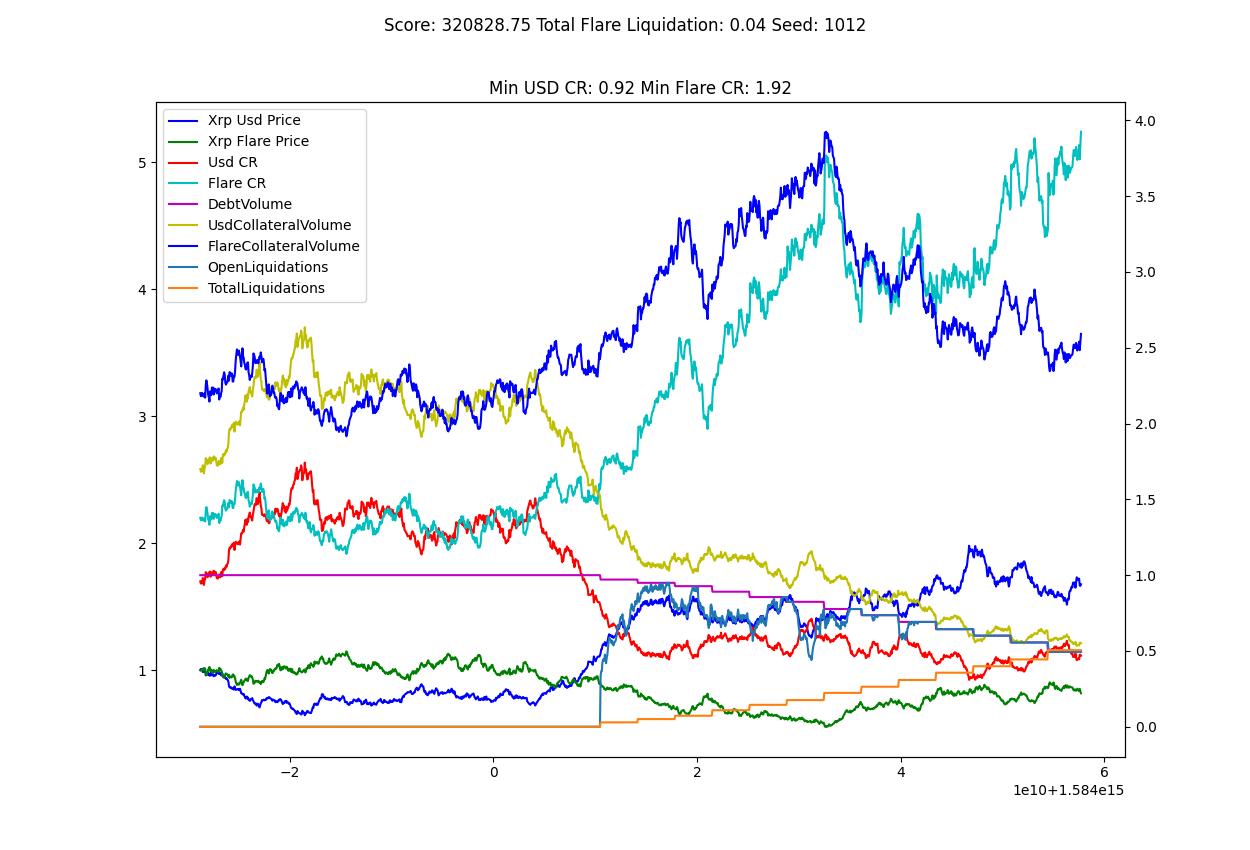 Score: 320828.75 Total Flare Liquidation: 0.04 Seed: 1012
Min USD CR: 0.92 Min Flare CR: 1.92
Xrp Usd Price
Xrp Flare Price
Usd CR
Flare CR
DebtVolume
UsdCollateralVolume
FlareCollateralVolume
OpenLiquidations
TotalLiquidations
5
4
3
2
1
4.0
3.5
3.0
2.5
2.0
1.5
1.0
0.5
0.0
−2 0 2 4 6
1e10+1.584e15